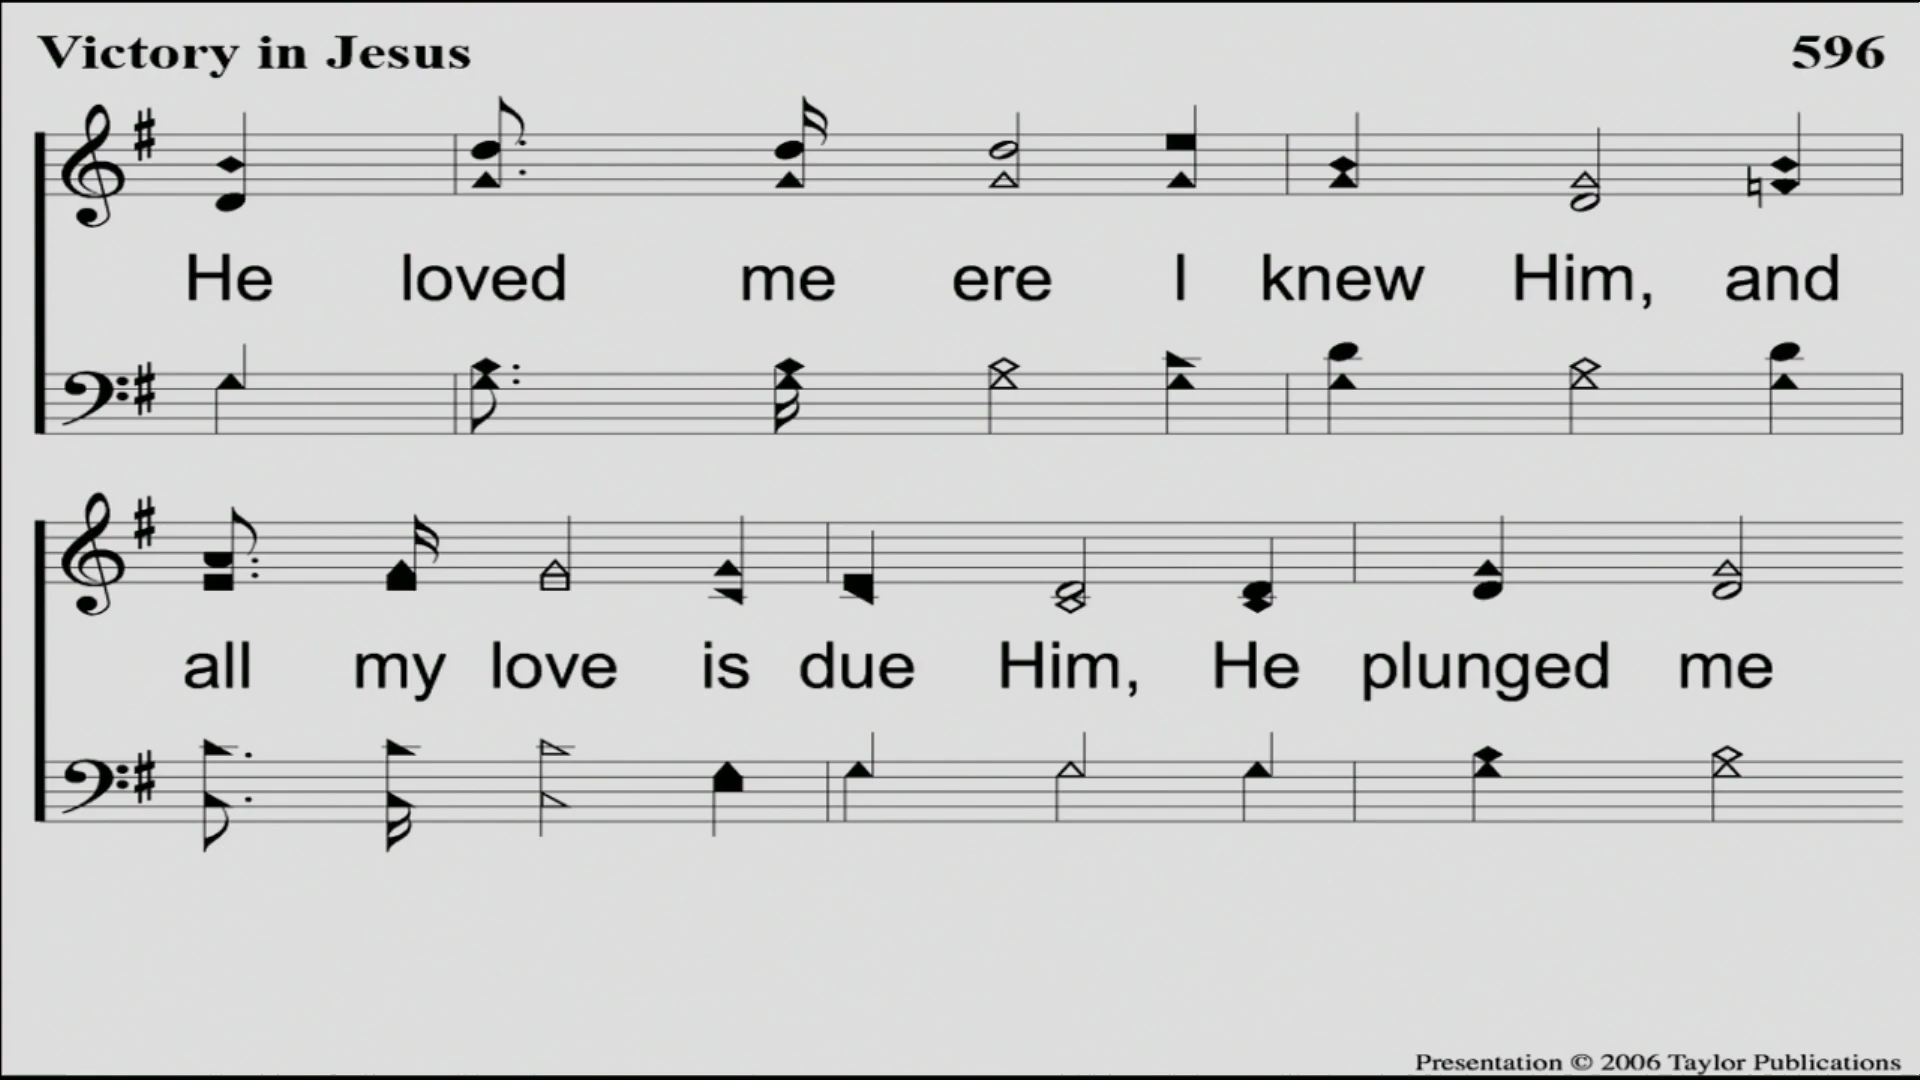 Victory in Jesus 596
He loved me ere I knew Him, and
all my love is due Him, He plunged me
Presentation © 2006 Taylor Publications